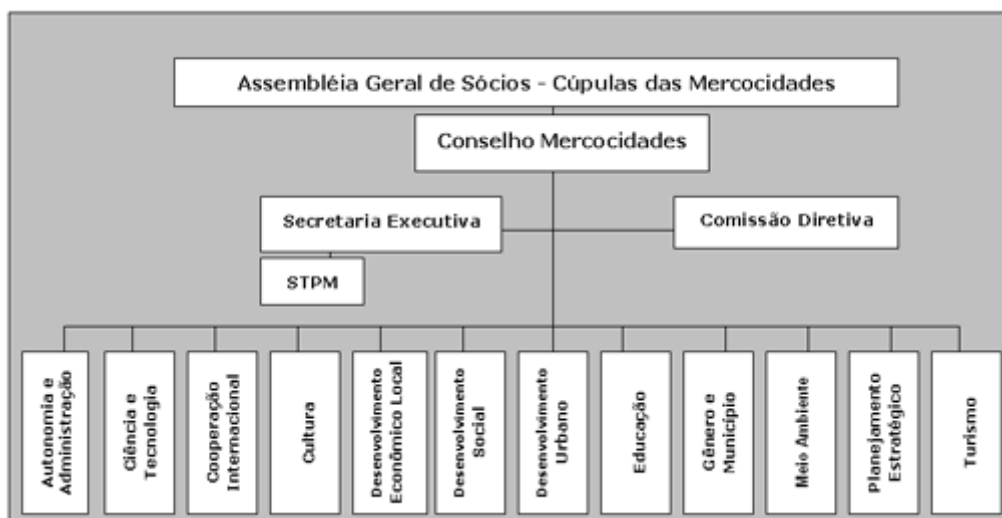 Assembléia Geral de Sócios - Cúpulas das Mercocidades
Conselho Mercocidades
Secretaria Executiva
Comissão Diretiva
STPM
Autonomia e
Administração
Ciência e
Tecnologia
Cooperação
Internacional
Cultura
Desenvolvimento
Econômico Local
Desenvolvimento
Social
Desenvolvimento
Urbano
Educação
Gênero e
Município
Meio Ambiente
Planejamento
Estratégico
Turismo